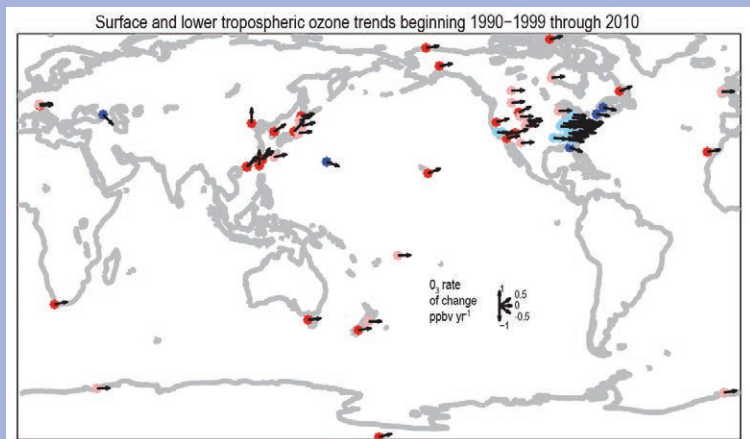 Surface and lower tropospheric ozone trends beginning 1990−1999 through 2010
O₃ rate
of change
ppbv yr⁻¹
1
0.5
0
−0.5
−1